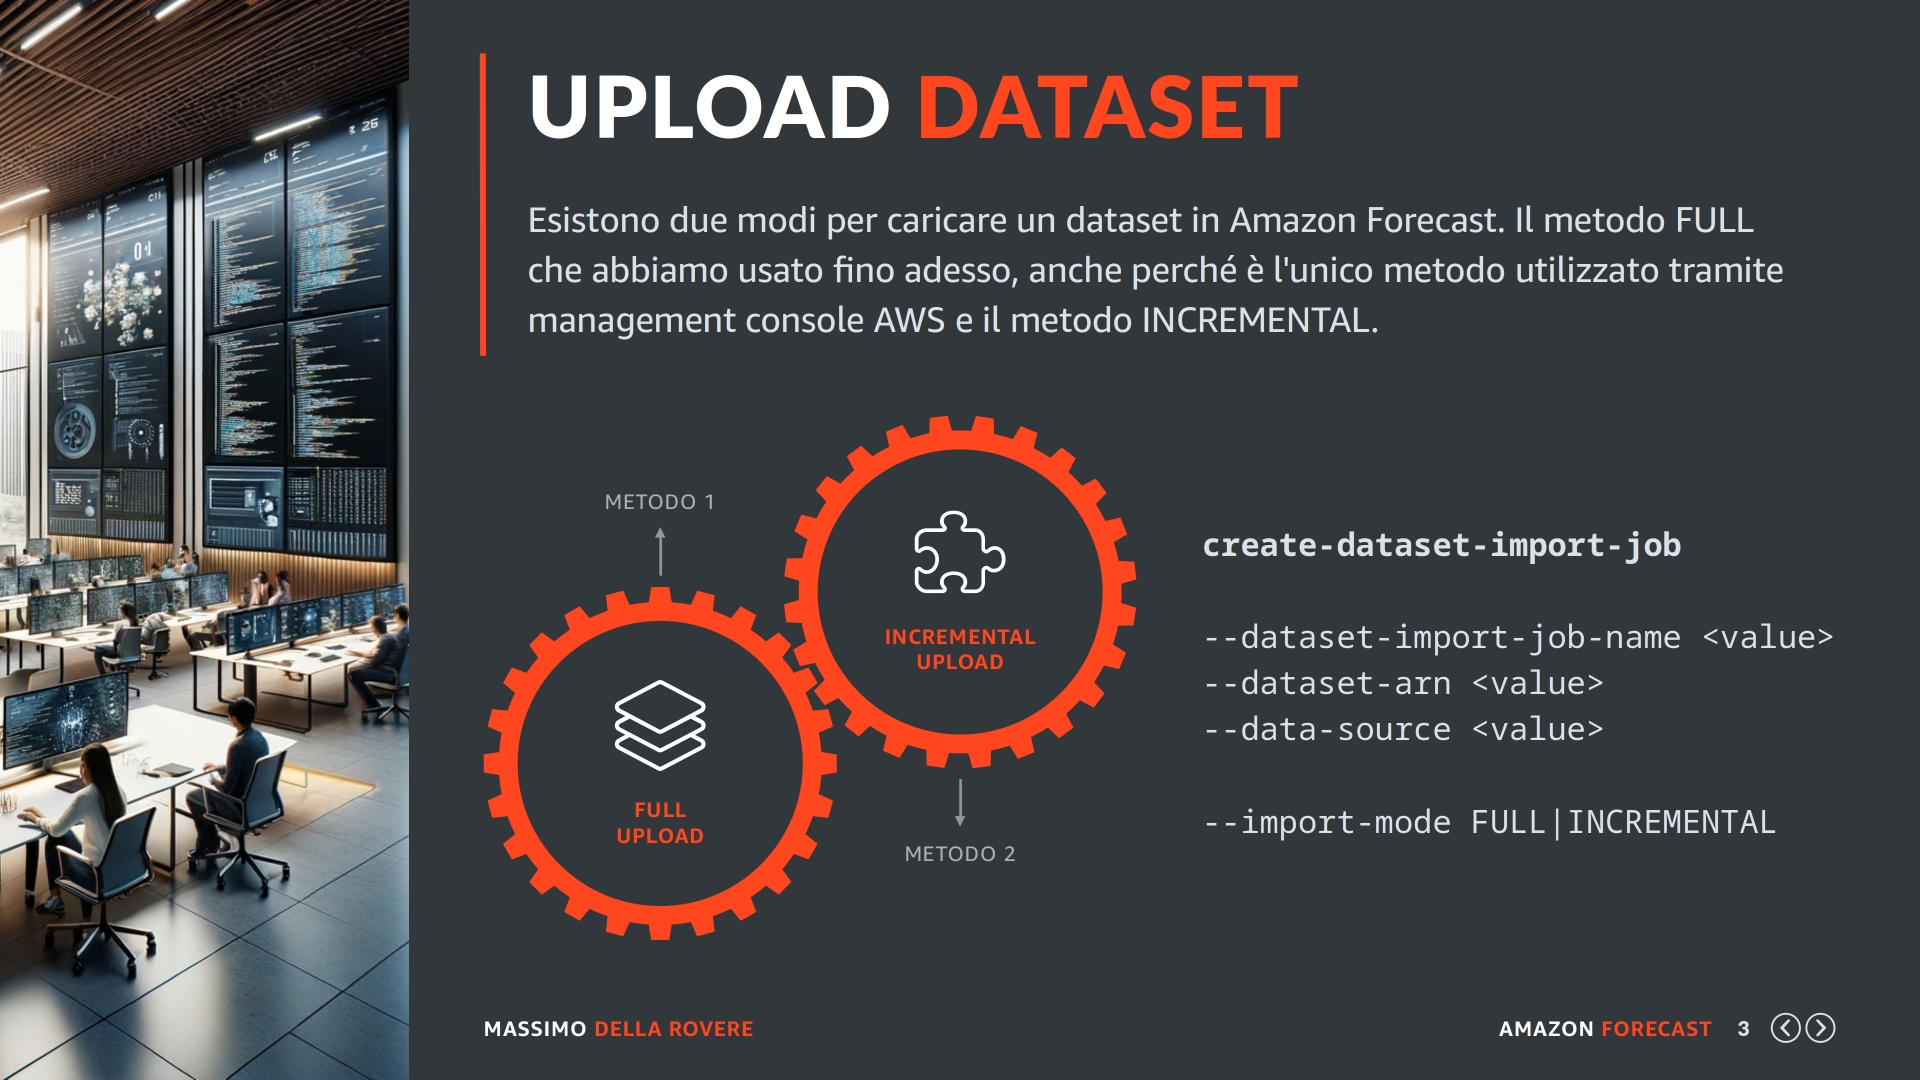 UPLOAD DATASET
Esistono due modi per caricare un dataset in Amazon Forecast. Il metodo FULL
che abbiamo usato fino adesso, anche perché è l'unico metodo utilizzato tramite
management console AWS e il metodo INCREMENTAL.
METODO 1
FULL
UPLOAD
INCREMENTAL
UPLOAD
METODO 2
create-dataset-import-job
--dataset-import-job-name <value>
--dataset-arn <value>
--data-source <value>
--import-mode FULL|INCREMENTAL
MASSIMO DELLA ROVERE
AMAZON FORECAST 3